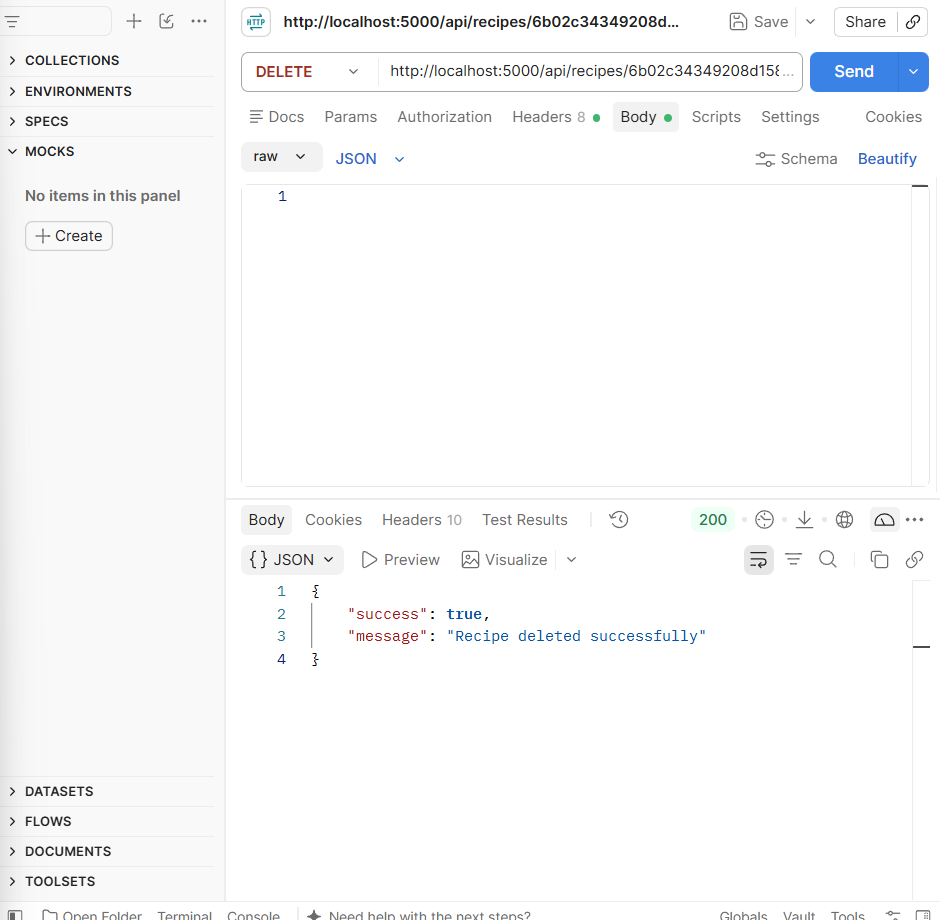 HTTP http://localhost:5000/api/recipes/6b02c34349208d... Save Share
COLLECTIONS
ENVIRONMENTS
SPECS
MOCKS
No items in this panel
Create
DELETE http://localhost:5000/api/recipes/6b02c34349208d158... Send
Docs Params Authorization Headers 8 Body Scripts Settings Cookies
raw JSON Schema Beautify
1
Body Cookies Headers 10 Test Results 200
{} JSON Preview Visualize
1 {
2 "success": true,
3 "message": "Recipe deleted successfully"
4 }
DATASETS
FLOWS
DOCUMENTS
TOOLSETS
Open Folder Terminal Console Need help with the next steps? Globals Vault Tools